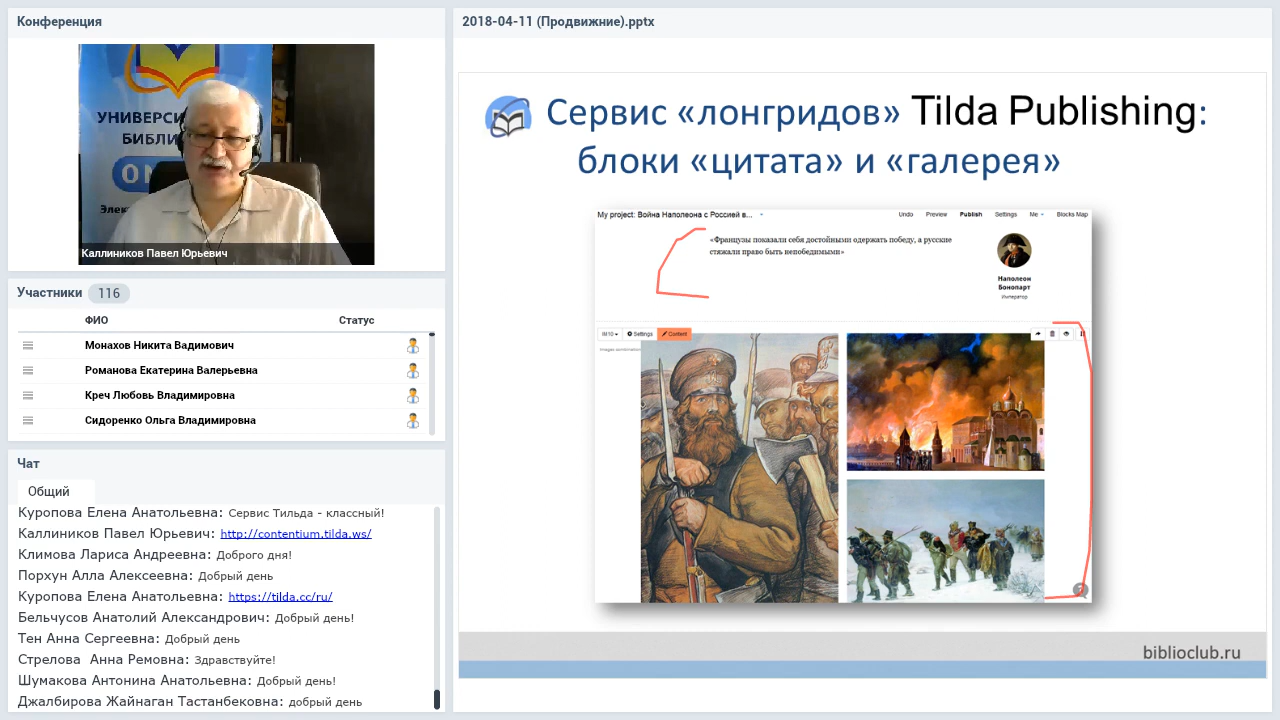 Конференция
УНИВЕРСИ
БИБЛИ
Каллиников Павел Юрьевич
Участники 116
ФИО Статус
Монахов Никита Вадимович
Романова Екатерина Валерьевна
Креч Любовь Владимировна
Сидоренко Ольга Владимировна
Чат
Общий
Куропова Елена Анатольевна: Сервис Тильда - классный!
Каллиников Павел Юрьевич: http://contentium.tilda.ws/
Климова Лариса Андреевна: Доброго дня!
Порхун Алла Алексеевна: Добрый день
Куропова Елена Анатольевна: https://tilda.cc/ru/
Бельчусов Анатолий Александрович: Добрый день!
Тен Анна Сергеевна: Добрый день
Стрелова Анна Ремовна: Здравствуйте!
Шумакова Антонина Анатольевна: Добрый день!
Джалбирова Жайнаган Тастанбековна: добрый день
2018-04-11 (Продвижние).pptx
Сервис «лонгридов» Tilda Publishing:
блоки «цитата» и «галерея»
My project: Война Наполеона с Россией в... Undo Preview Publish Settings Me Blocks Map
«Французы показали себя достойными одержать победу, а русские
стяжали право быть непобедимыми»
Наполеон
Бонопарт
Император
IM10 Settings Content
biblioclub.ru